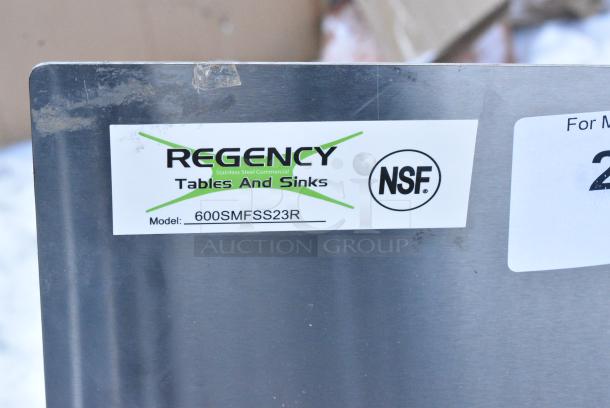 REGENCY
Stainless Steel Commercial
Tables And Sinks
Model: 600SMFSS23R
NSF®
For M
2
AUCTION GROUP